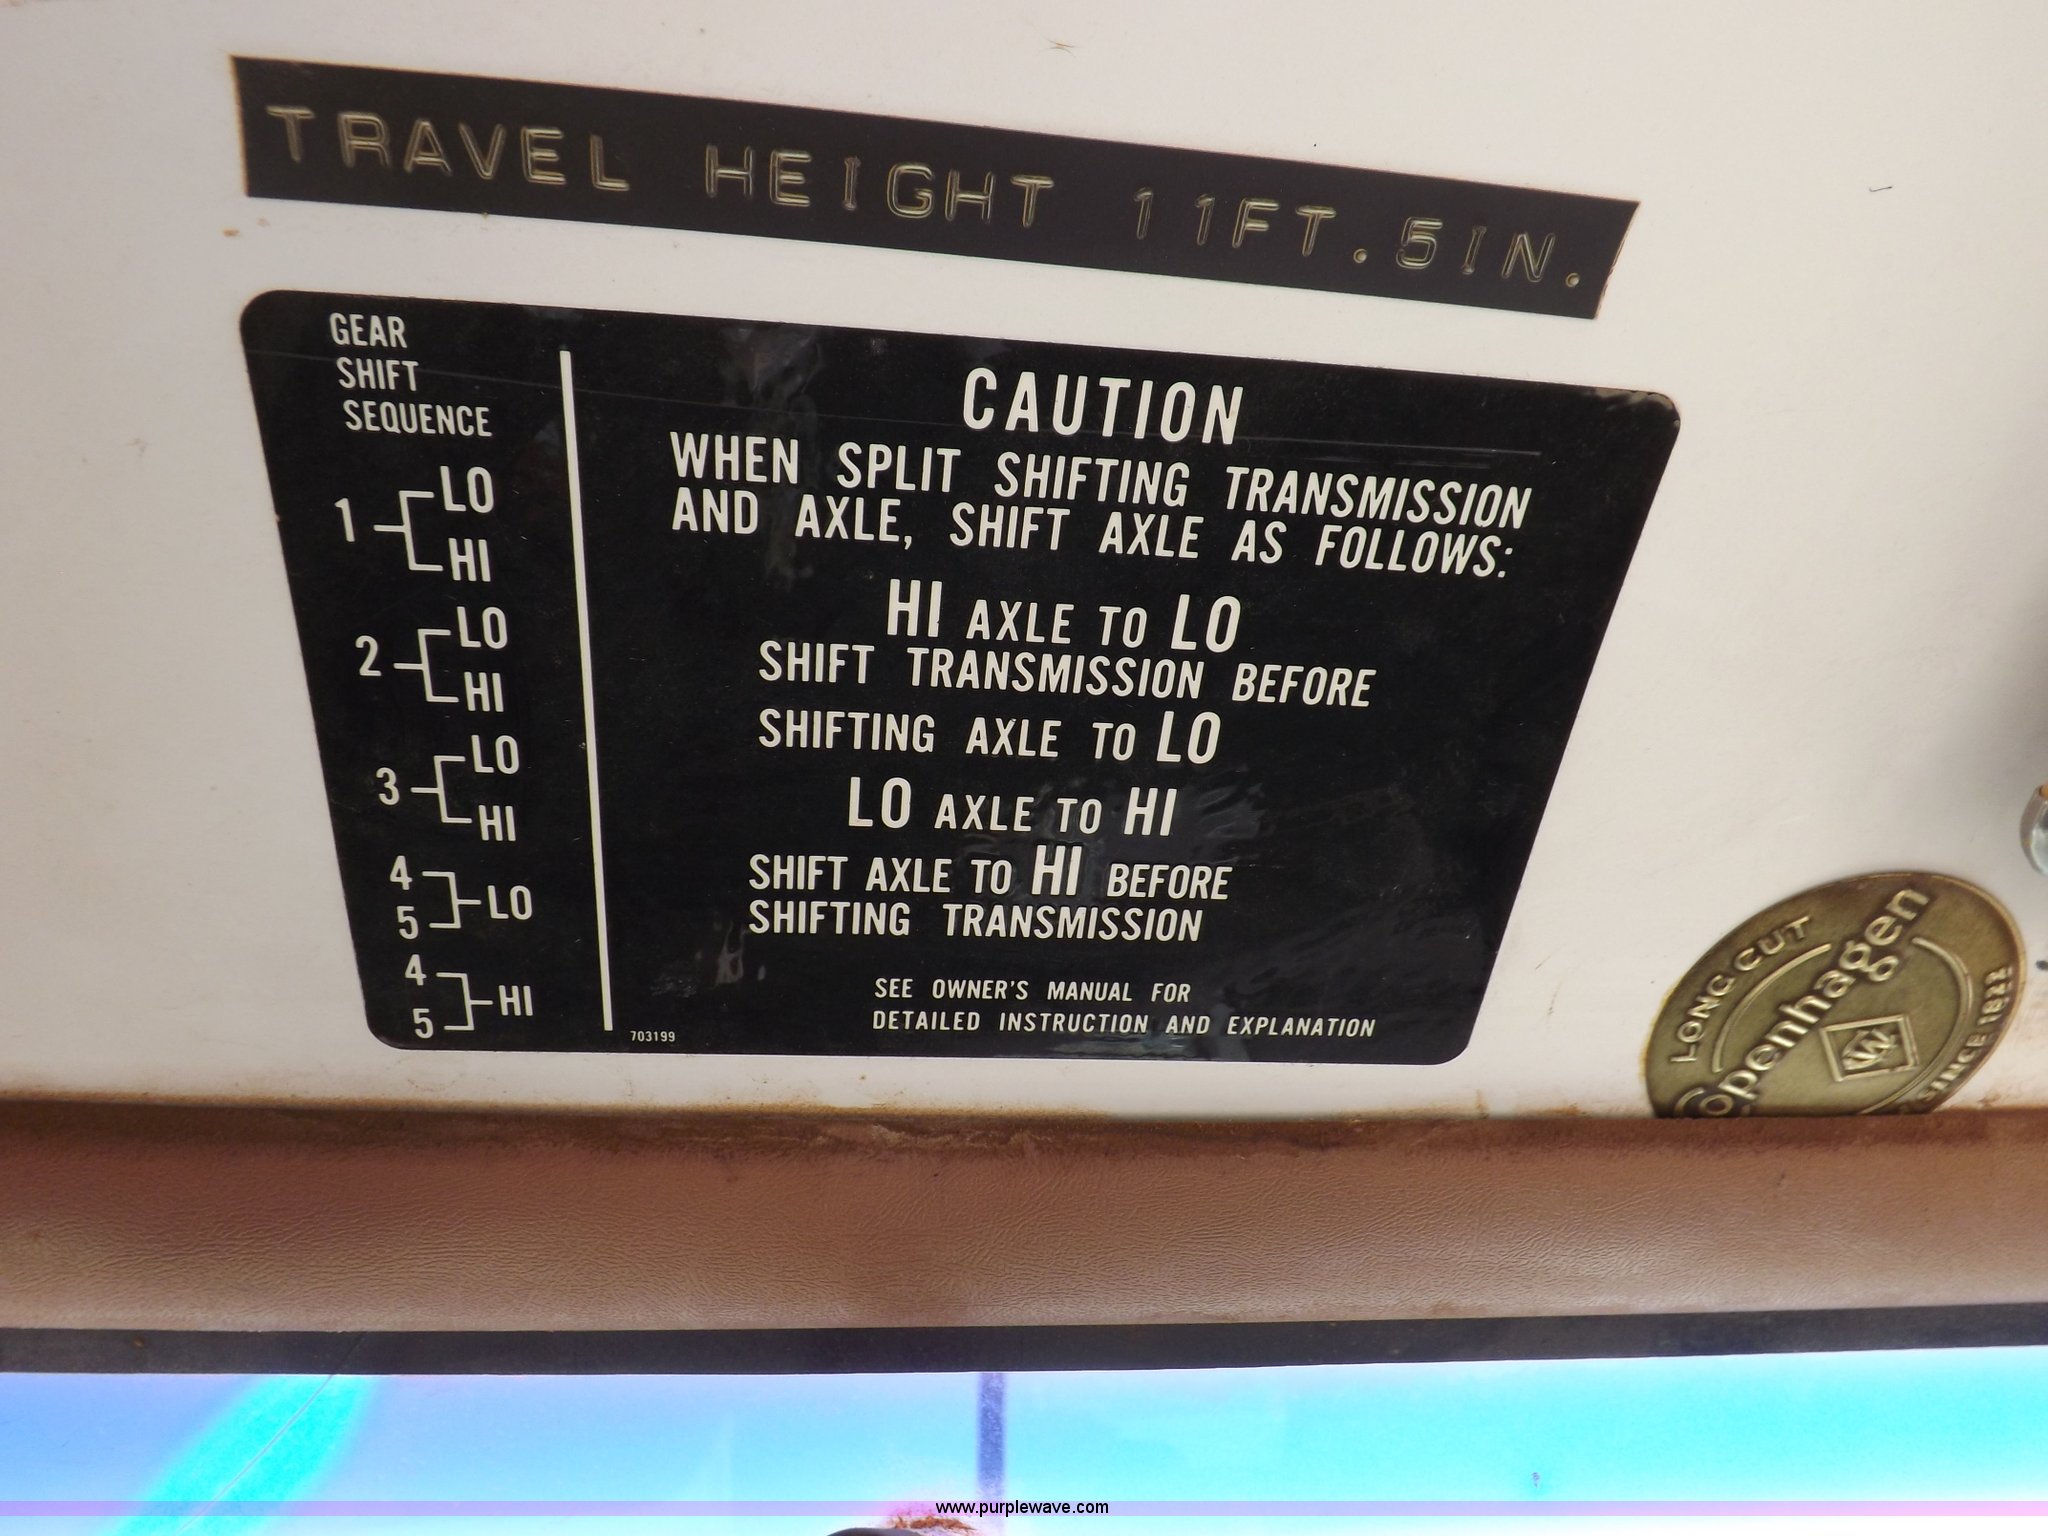 TRAVEL HEIGHT 11FT.5IN.
GEAR
SHIFT
SEQUENCE
1 LO
HI
2 LO
HI
3 LO
HI
4
5 LO
4
5 HI
CAUTION
WHEN SPLIT SHIFTING TRANSMISSION
AND AXLE, SHIFT AXLE AS FOLLOWS:
HI AXLE TO LO
SHIFT TRANSMISSION BEFORE
SHIFTING AXLE TO LO
LO AXLE TO HI
SHIFT AXLE TO HI BEFORE
SHIFTING TRANSMISSION
SEE OWNER'S MANUAL FOR
DETAILED INSTRUCTION AND EXPLANATION
703199
LONG CUT
Copenhagen
W
SINCE 1822
www.purplewave.com